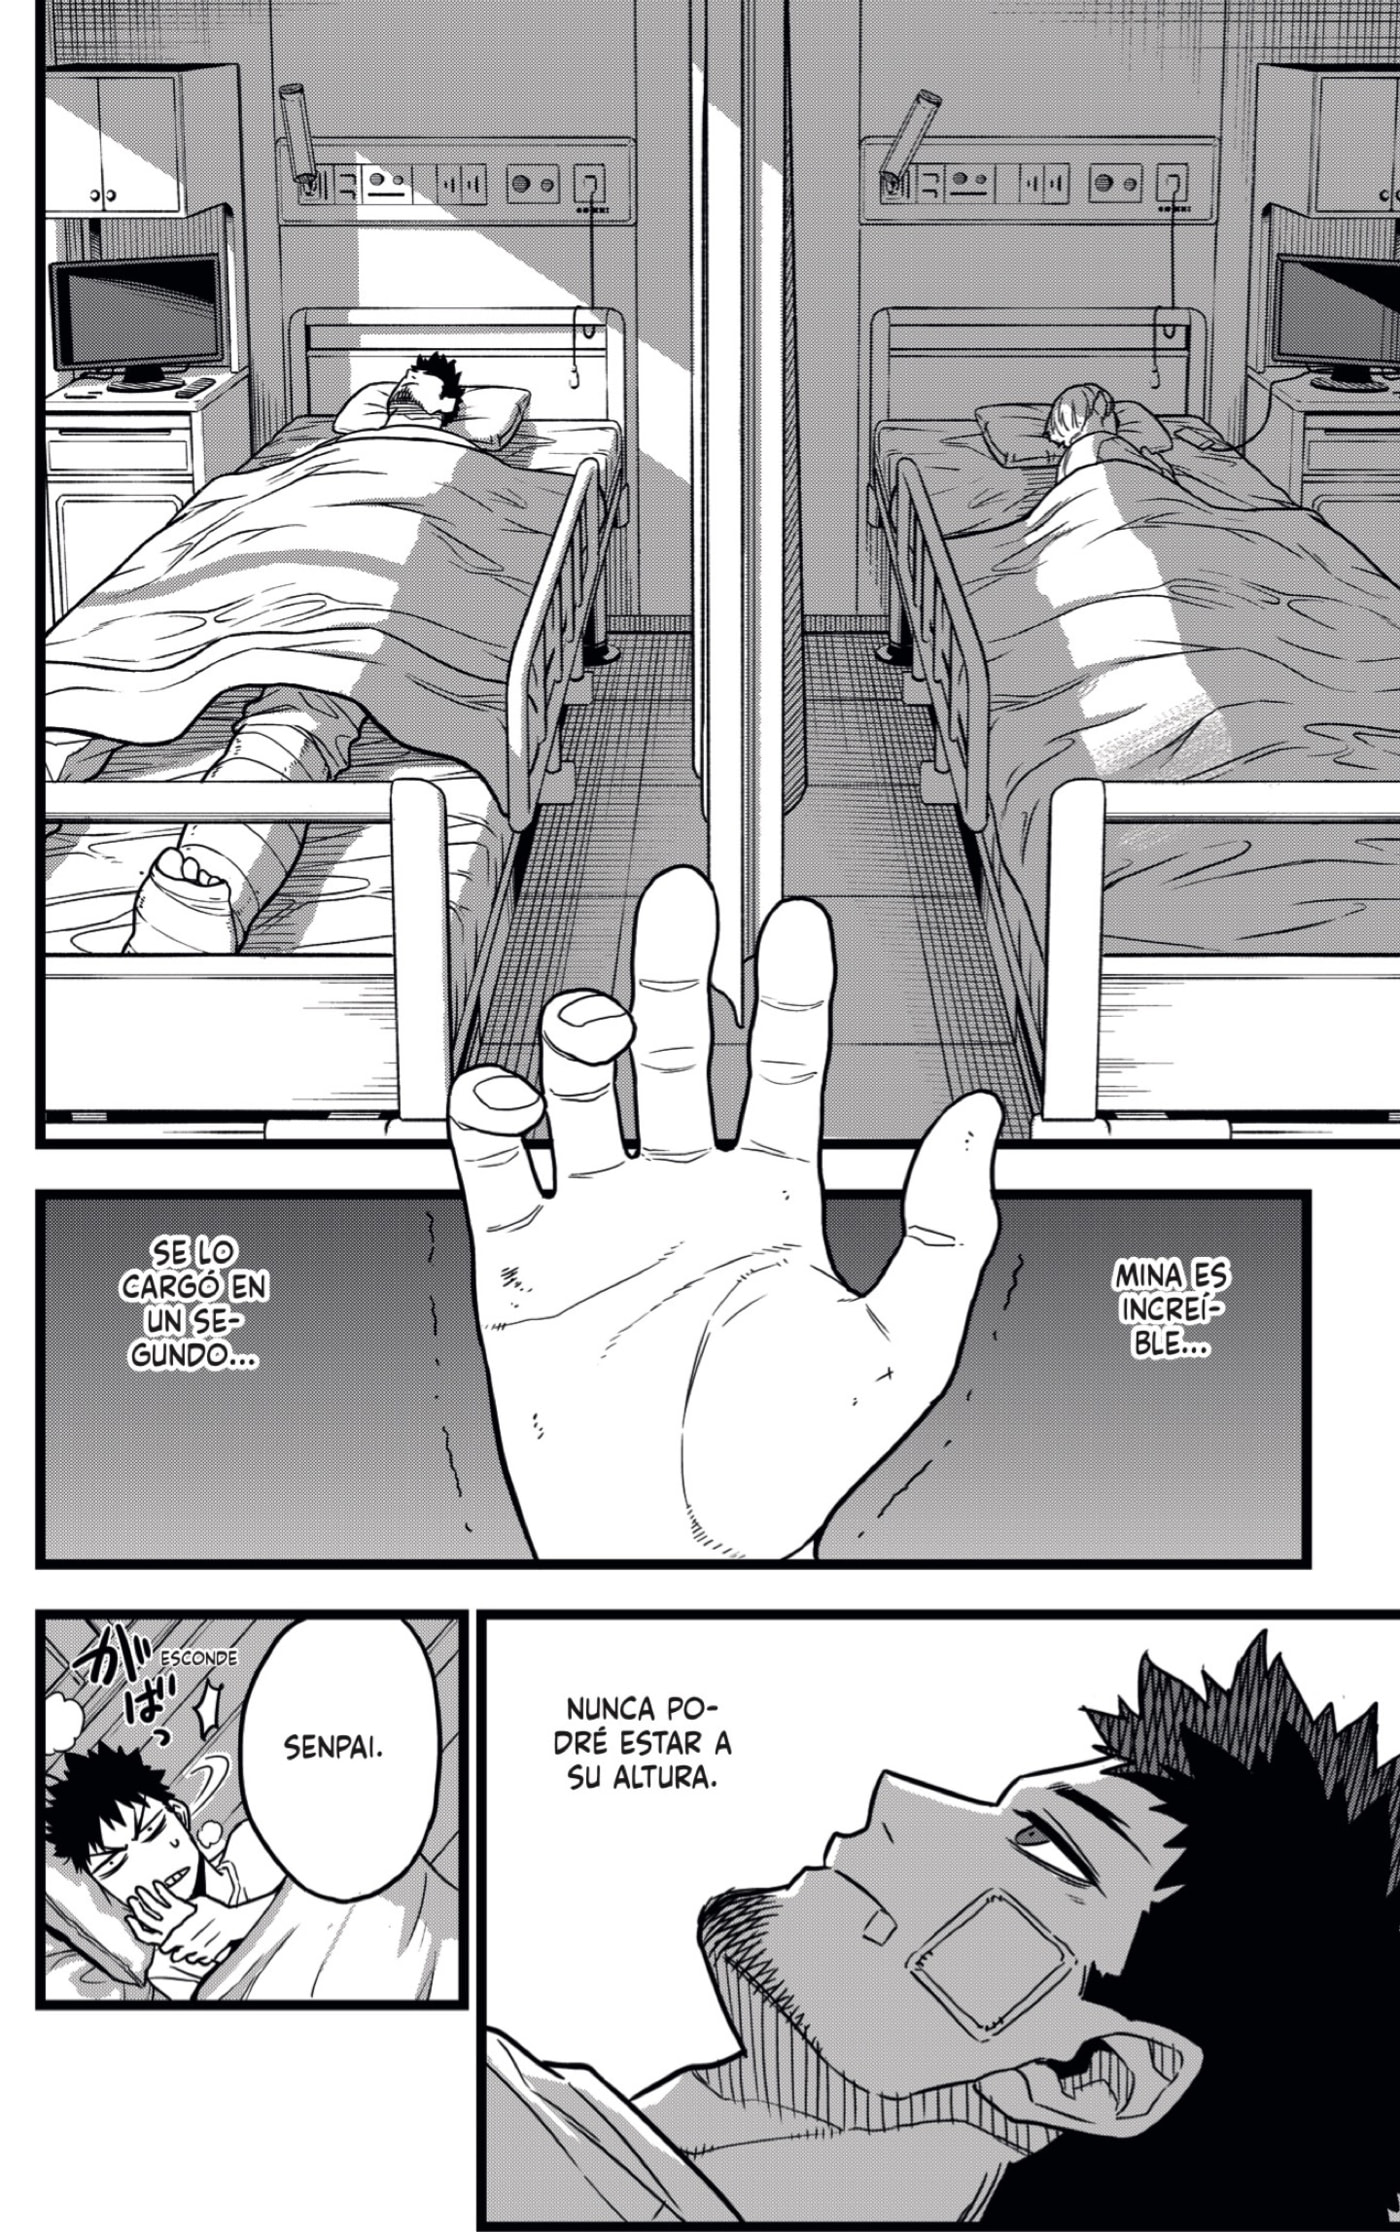 MINA ES
INCREÍ-
BLE...
SE LO
CARGÓ EN
UN SE-
GUNDO...
NUNCA PO-
DRÉ ESTAR A
SU ALTURA.
SENPAI.
がばっ
ESCONDE